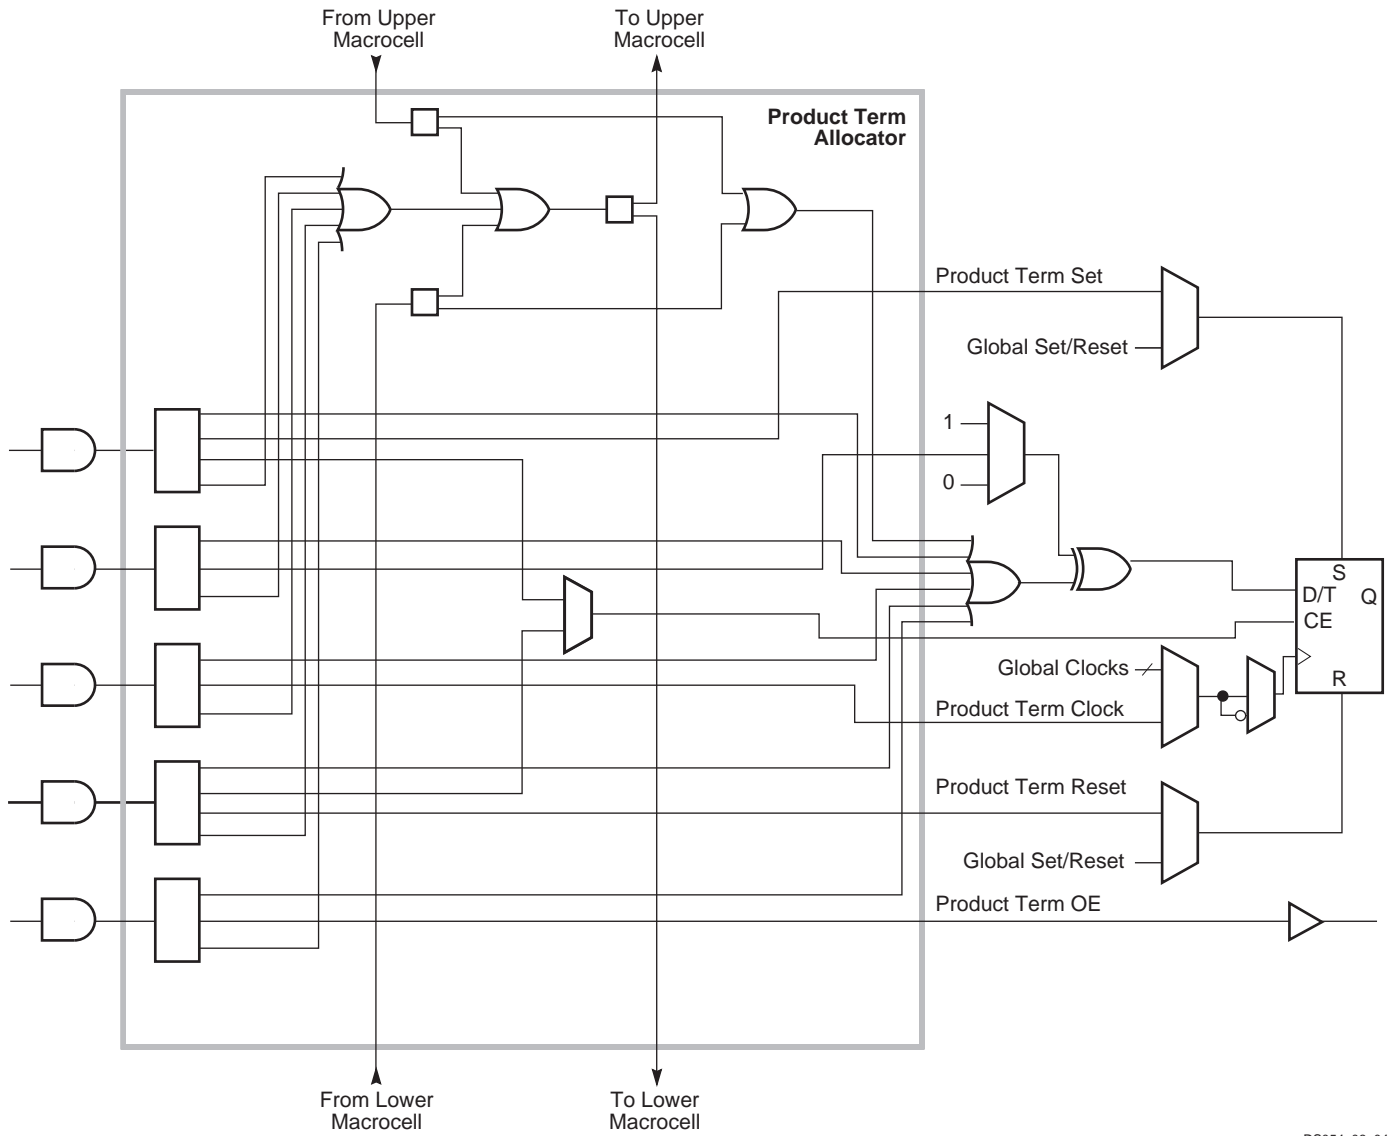 From Upper
Macrocell
To Upper
Macrocell
Product Term
Allocator
Product Term Set
Global Set/Reset
1
0
S
D/T
Q
CE
Global Clocks
R
Product Term Clock
Product Term Reset
Global Set/Reset
Product Term OE
From Lower
Macrocell
To Lower
Macrocell